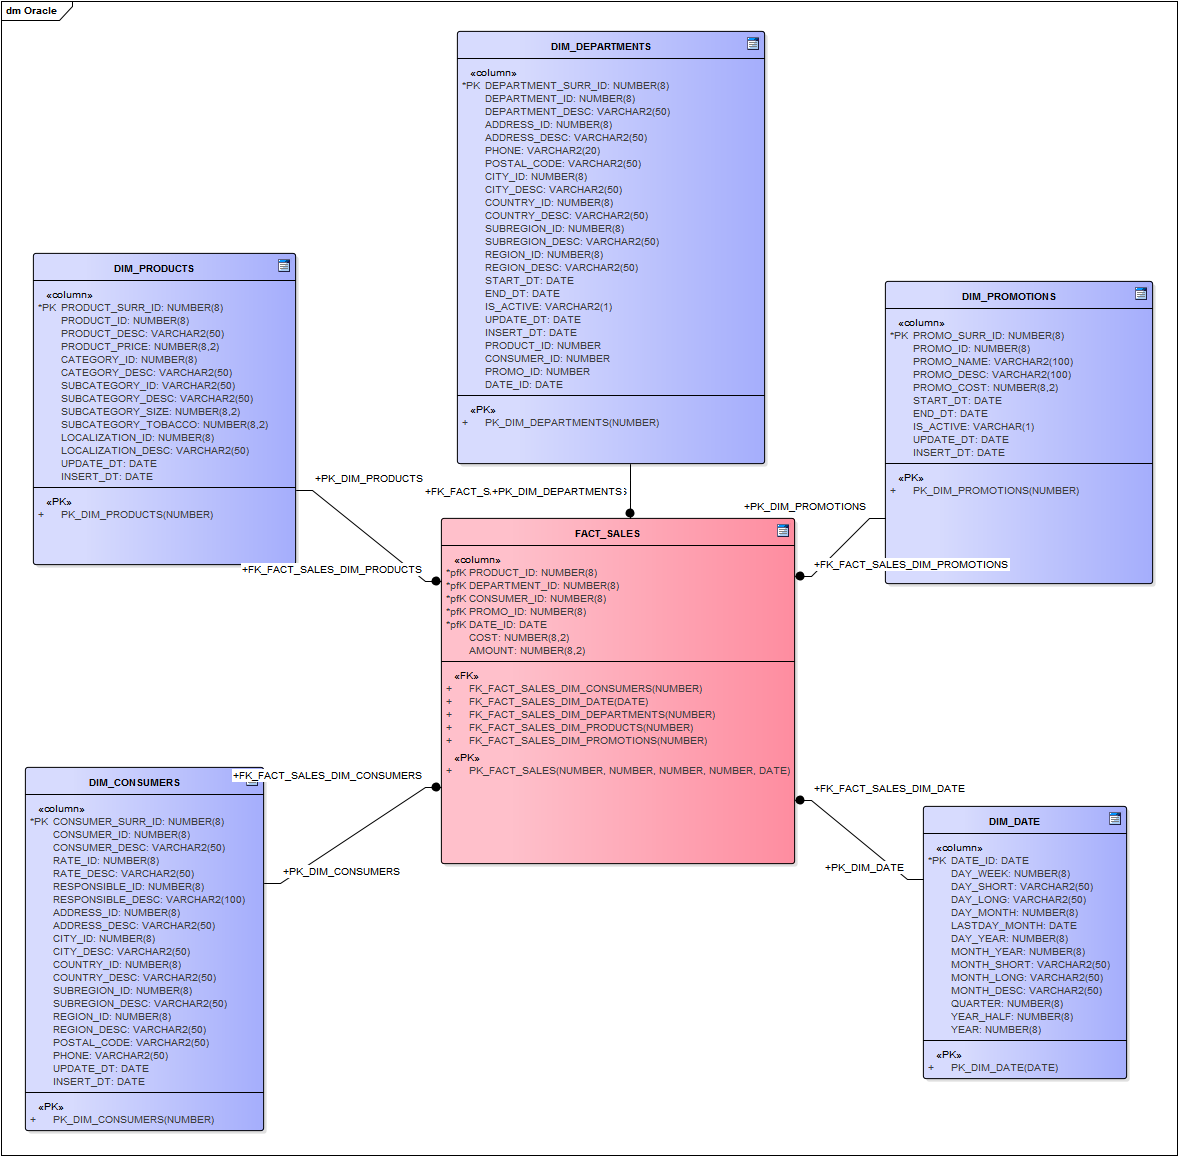 dm Oracle
DIM_DEPARTMENTS
«column»
*PK DEPARTMENT_SURR_ID: NUMBER(8)
DEPARTMENT_ID: NUMBER(8)
DEPARTMENT_DESC: VARCHAR2(50)
ADDRESS_ID: NUMBER(8)
ADDRESS_DESC: VARCHAR2(50)
PHONE: VARCHAR2(20)
POSTAL_CODE: VARCHAR2(50)
CITY_ID: NUMBER(8)
CITY_DESC: VARCHAR2(50)
COUNTRY_ID: NUMBER(8)
COUNTRY_DESC: VARCHAR2(50)
SUBREGION_ID: NUMBER(8)
SUBREGION_DESC: VARCHAR2(50)
REGION_ID: NUMBER(8)
REGION_DESC: VARCHAR2(50)
START_DT: DATE
END_DT: DATE
IS_ACTIVE: VARCHAR2(1)
UPDATE_DT: DATE
INSERT_DT: DATE
PRODUCT_ID: NUMBER
CONSUMER_ID: NUMBER
PROMO_ID: NUMBER
DATE_ID: DATE
«PK»
+ PK_DIM_DEPARTMENTS(NUMBER)
DIM_PRODUCTS
«column»
*PK PRODUCT_SURR_ID: NUMBER(8)
PRODUCT_ID: NUMBER(8)
PRODUCT_DESC: VARCHAR2(50)
PRODUCT_PRICE: NUMBER(8,2)
CATEGORY_ID: NUMBER(8)
CATEGORY_DESC: VARCHAR2(50)
SUBCATEGORY_ID: VARCHAR2(50)
SUBCATEGORY_DESC: VARCHAR2(50)
SUBCATEGORY_SIZE: NUMBER(8,2)
SUBCATEGORY_TOBACCO: NUMBER(8,2)
LOCALIZATION_ID: NUMBER(8)
LOCALIZATION_DESC: VARCHAR2(50)
UPDATE_DT: DATE
INSERT_DT: DATE
«PK»
+ PK_DIM_PRODUCTS(NUMBER)
DIM_PROMOTIONS
«column»
*PK PROMO_SURR_ID: NUMBER(8)
PROMO_ID: NUMBER(8)
PROMO_NAME: VARCHAR2(100)
PROMO_DESC: VARCHAR2(100)
PROMO_COST: NUMBER(8,2)
START_DT: DATE
END_DT: DATE
IS_ACTIVE: VARCHAR(1)
UPDATE_DT: DATE
INSERT_DT: DATE
«PK»
+ PK_DIM_PROMOTIONS(NUMBER)
+PK_DIM_PRODUCTS
+FK_FACT_S
+PK_DIM_DEPARTMENTS
+PK_DIM_PROMOTIONS
+FK_FACT_SALES_DIM_PRODUCTS
+FK_FACT_SALES_DIM_PROMOTIONS
FACT_SALES
«column»
*pfK PRODUCT_ID: NUMBER(8)
*pfK DEPARTMENT_ID: NUMBER(8)
*pfK CONSUMER_ID: NUMBER(8)
*pfK PROMO_ID: NUMBER(8)
*pfK DATE_ID: DATE
COST: NUMBER(8,2)
AMOUNT: NUMBER(8,2)
«FK»
+ FK_FACT_SALES_DIM_CONSUMERS(NUMBER)
+ FK_FACT_SALES_DIM_DATE(DATE)
+ FK_FACT_SALES_DIM_DEPARTMENTS(NUMBER)
+ FK_FACT_SALES_DIM_PRODUCTS(NUMBER)
+ FK_FACT_SALES_DIM_PROMOTIONS(NUMBER)
«PK»
+ PK_FACT_SALES(NUMBER, NUMBER, NUMBER, NUMBER, DATE)
+FK_FACT_SALES_DIM_CONSUMERS
+PK_DIM_CONSUMERS
+FK_FACT_SALES_DIM_DATE
+PK_DIM_DATE
DIM_CONSUMERS
«column»
*PK CONSUMER_SURR_ID: NUMBER(8)
CONSUMER_ID: NUMBER(8)
CONSUMER_DESC: VARCHAR2(50)
RATE_ID: NUMBER(8)
RATE_DESC: VARCHAR2(50)
RESPONSIBLE_ID: NUMBER(8)
RESPONSIBLE_DESC: VARCHAR2(100)
ADDRESS_ID: NUMBER(8)
ADDRESS_DESC: VARCHAR2(50)
CITY_ID: NUMBER(8)
CITY_DESC: VARCHAR2(50)
COUNTRY_ID: NUMBER(8)
COUNTRY_DESC: VARCHAR2(50)
SUBREGION_ID: NUMBER(8)
SUBREGION_DESC: VARCHAR2(50)
REGION_ID: NUMBER(8)
REGION_DESC: VARCHAR2(50)
POSTAL_CODE: VARCHAR2(50)
PHONE: VARCHAR2(50)
UPDATE_DT: DATE
INSERT_DT: DATE
«PK»
+ PK_DIM_CONSUMERS(NUMBER)
DIM_DATE
«column»
*PK DATE_ID: DATE
DAY_WEEK: NUMBER(8)
DAY_SHORT: VARCHAR2(50)
DAY_LONG: VARCHAR2(50)
DAY_MONTH: NUMBER(8)
LASTDAY_MONTH: DATE
DAY_YEAR: NUMBER(8)
MONTH_YEAR: NUMBER(8)
MONTH_SHORT: VARCHAR2(50)
MONTH_LONG: VARCHAR2(50)
MONTH_DESC: VARCHAR2(50)
QUARTER: NUMBER(8)
YEAR_HALF: NUMBER(8)
YEAR: NUMBER(8)
«PK»
+ PK_DIM_DATE(DATE)